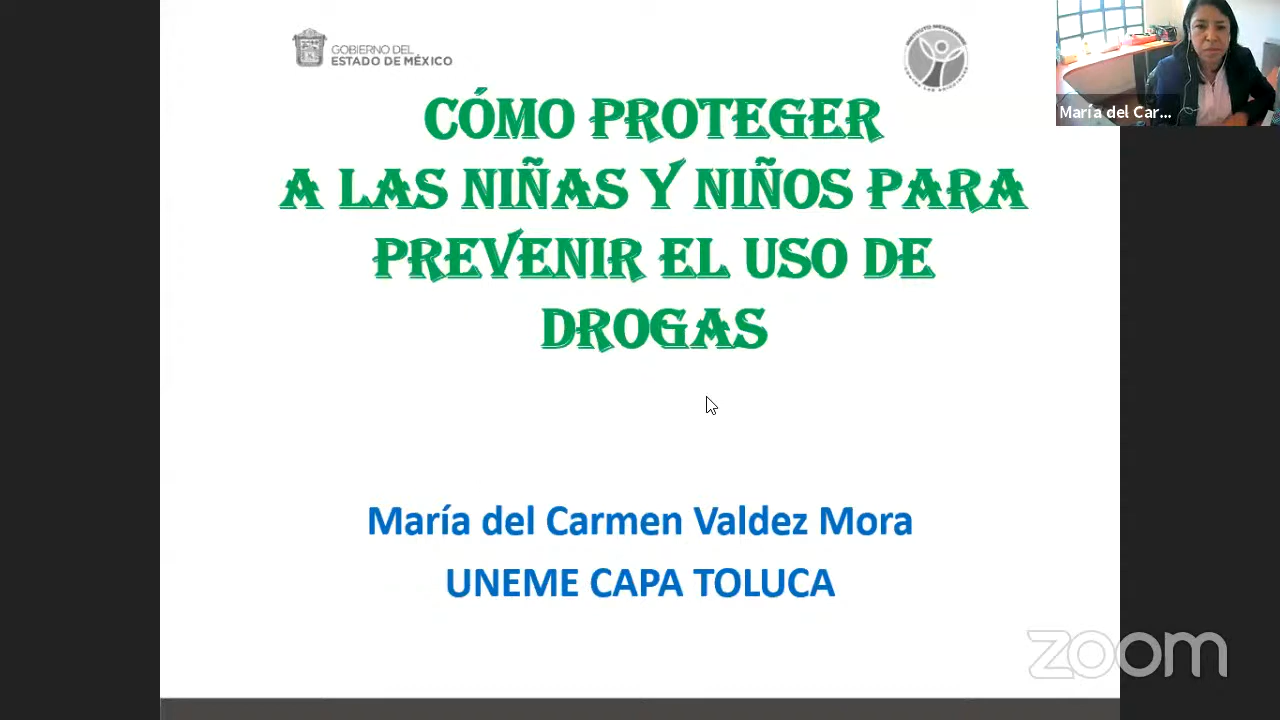 GOBIERNO DEL
ESTADO DE MÉXICO
CÓMO PROTEGER
A LAS NIÑAS Y NIÑOS PARA
PREVENIR EL USO DE
DROGAS
María del Carmen Valdez Mora
UNEME CAPA TOLUCA
María del Car...
zoom